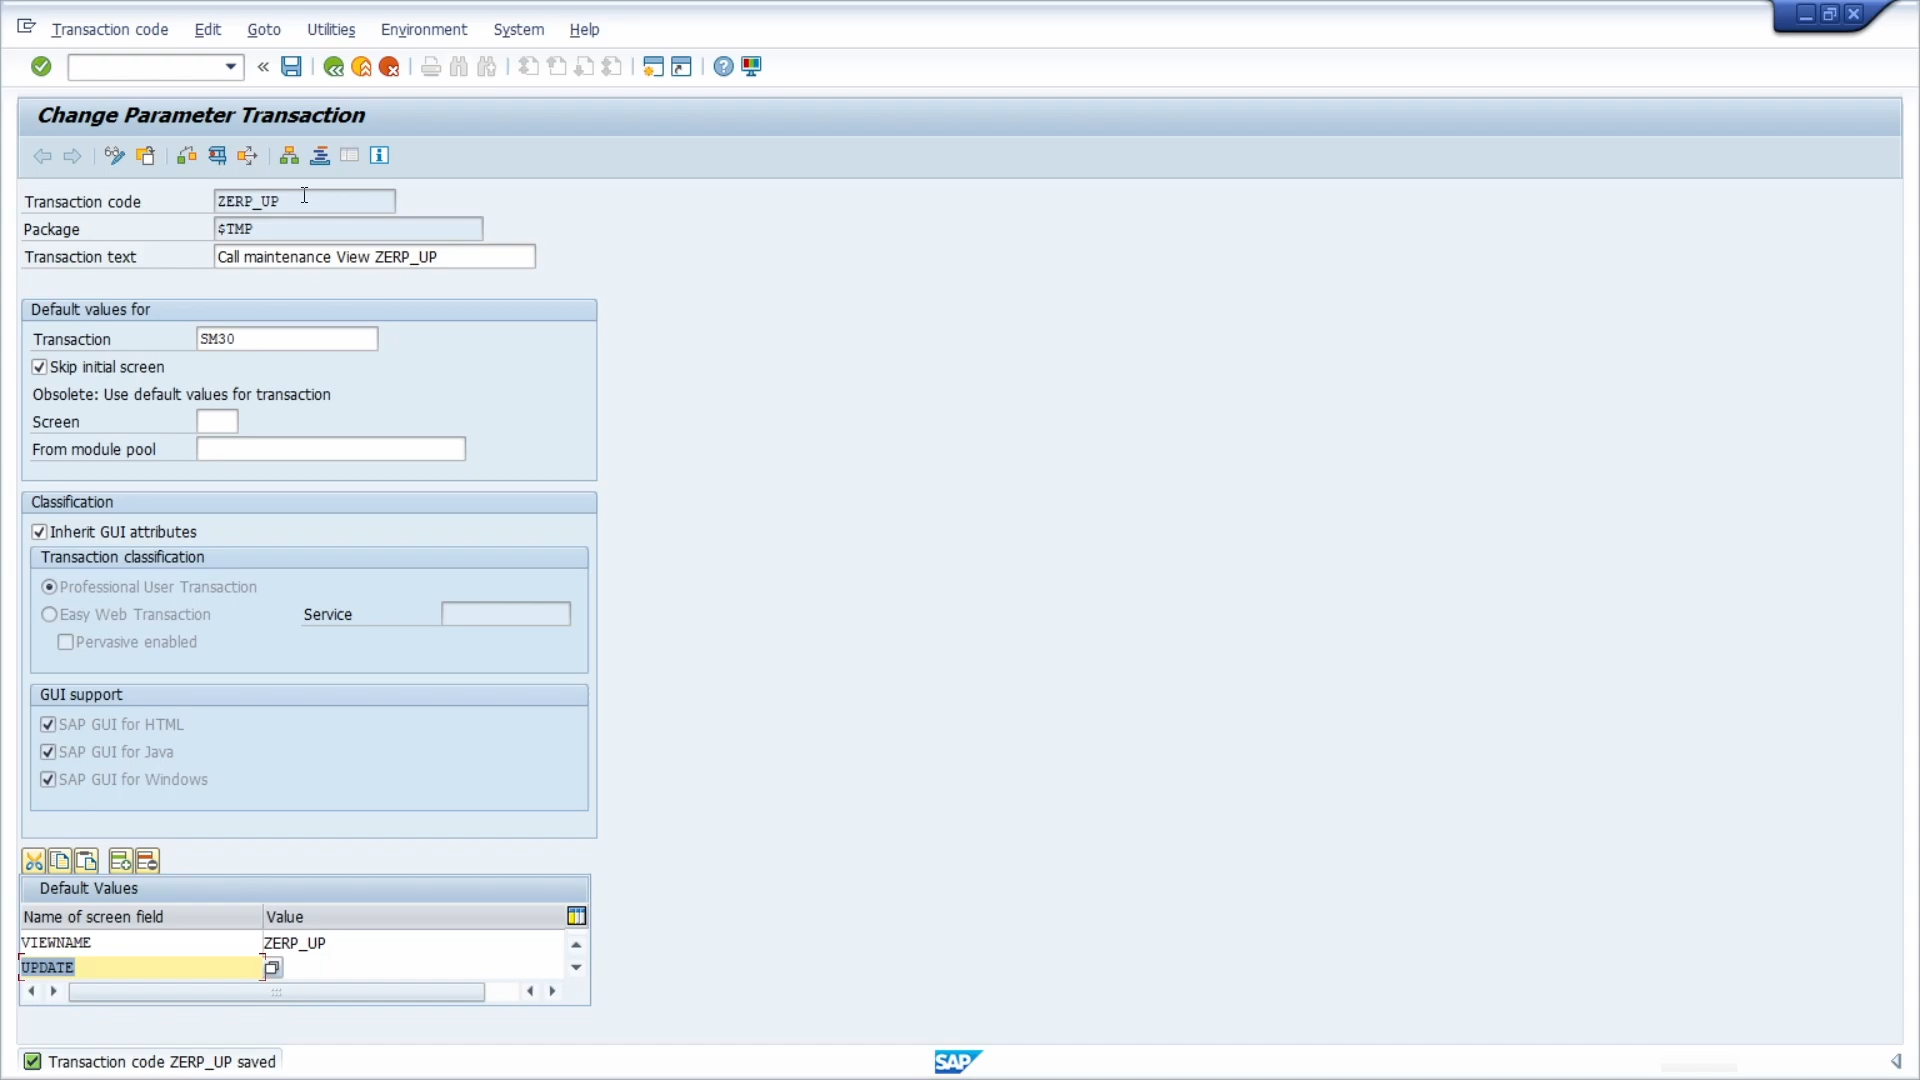 Transaction code Edit Goto Utilities Environment System Help
Change Parameter Transaction
Transaction code ZERP_UP
Package $TMP
Transaction text Call maintenance View ZERP_UP
Default values for
Transaction SM30
Skip initial screen
Obsolete: Use default values for transaction
Screen
From module pool
Classification
Inherit GUI attributes
Transaction classification
Professional User Transaction
Easy Web Transaction Service
Pervasive enabled
GUI support
SAP GUI for HTML
SAP GUI for Java
SAP GUI for Windows
Default Values
Name of screen field Value
VIEWNAME ZERP_UP
UPDATE
Transaction code ZERP_UP saved
SAP